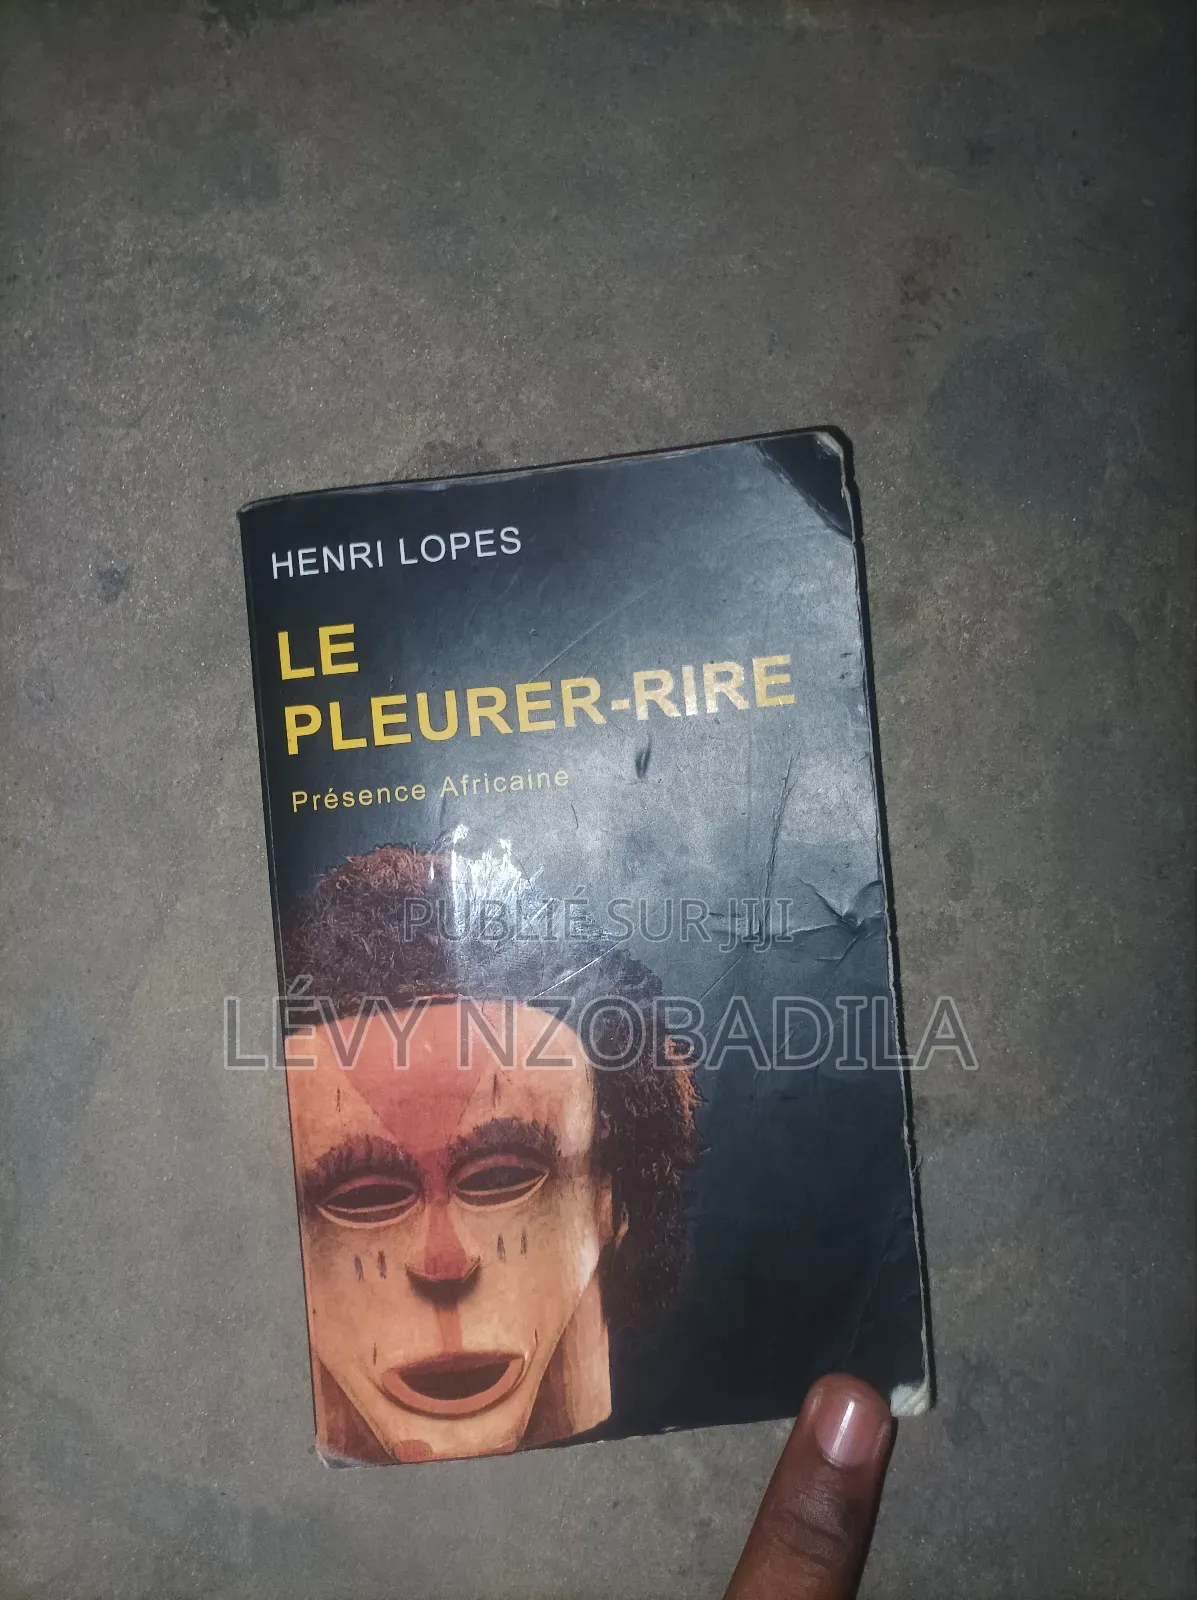 HENRI LOPES
LE
PLEURER-RIRE
Présence Africaine
PUBLIÉ SUR JIJI
LÉVY NZOBADILA